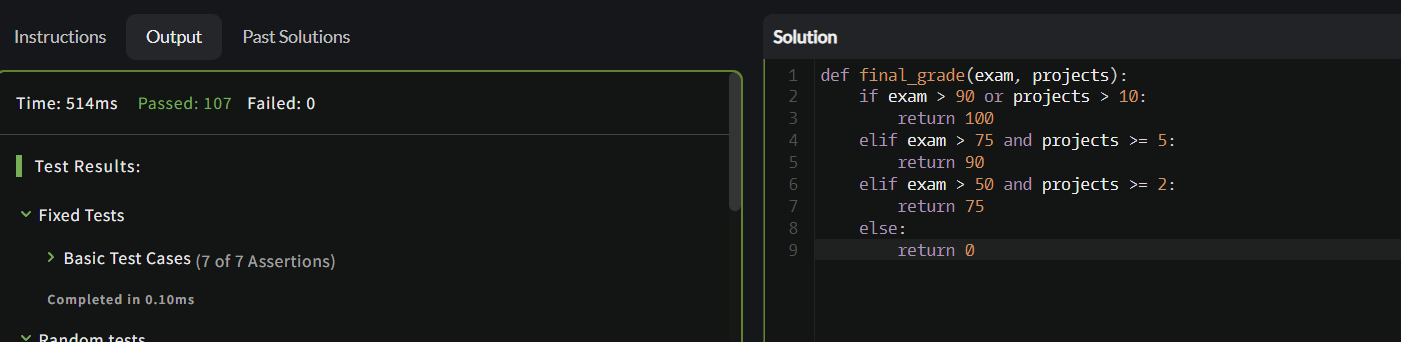 Instructions Output Past Solutions
Time: 514ms Passed: 107 Failed: 0
Test Results:
Fixed Tests
Basic Test Cases (7 of 7 Assertions)
Completed in 0.10ms
Random tests
Solution
1 def final_grade(exam, projects):
2     if exam > 90 or projects > 10:
3         return 100
4     elif exam > 75 and projects >= 5:
5         return 90
6     elif exam > 50 and projects >= 2:
7         return 75
8     else:
9         return 0